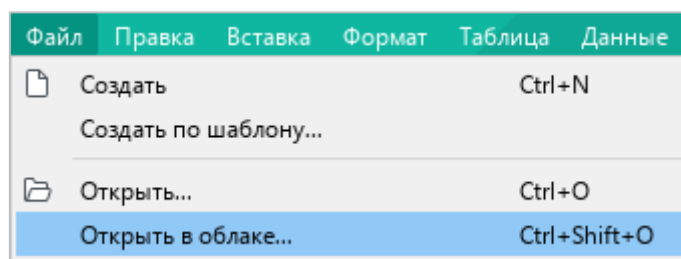 Файл Правка Вставка Формат Таблица Данные
Создать Ctrl+N
Создать по шаблону...
Открыть... Ctrl+O
Открыть в облаке... Ctrl+Shift+O